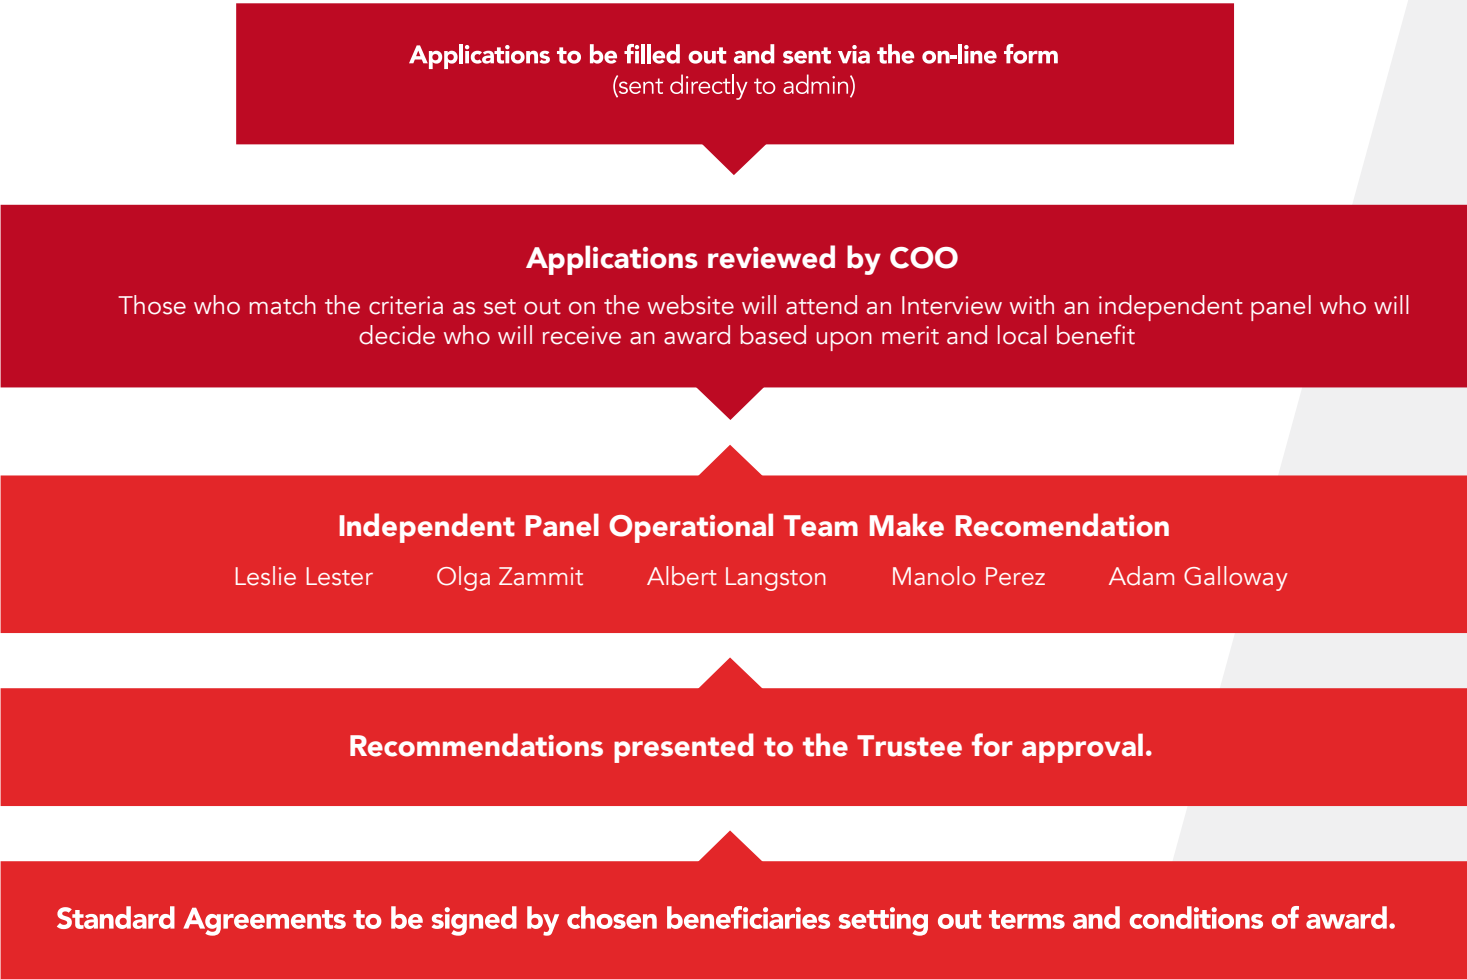 Applications to be filled out and sent via the on-line form
(sent directly to admin)
Applications reviewed by COO
Those who match the criteria as set out on the website will attend an Interview with an independent panel who will
decide who will receive an award based upon merit and local benefit
Independent Panel Operational Team Make Recomendation
Leslie Lester Olga Zammit Albert Langston Manolo Perez Adam Galloway
Recommendations presented to the Trustee for approval.
Standard Agreements to be signed by chosen beneficiaries setting out terms and conditions of award.